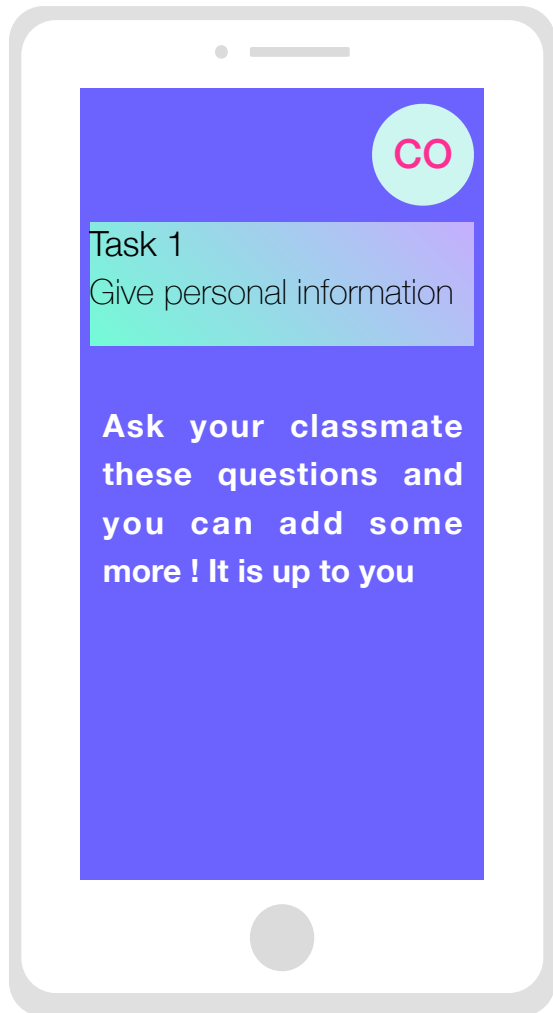 CO
Task 1
Give personal information
Ask your classmate
these questions and
you can add some
more ! It is up to you